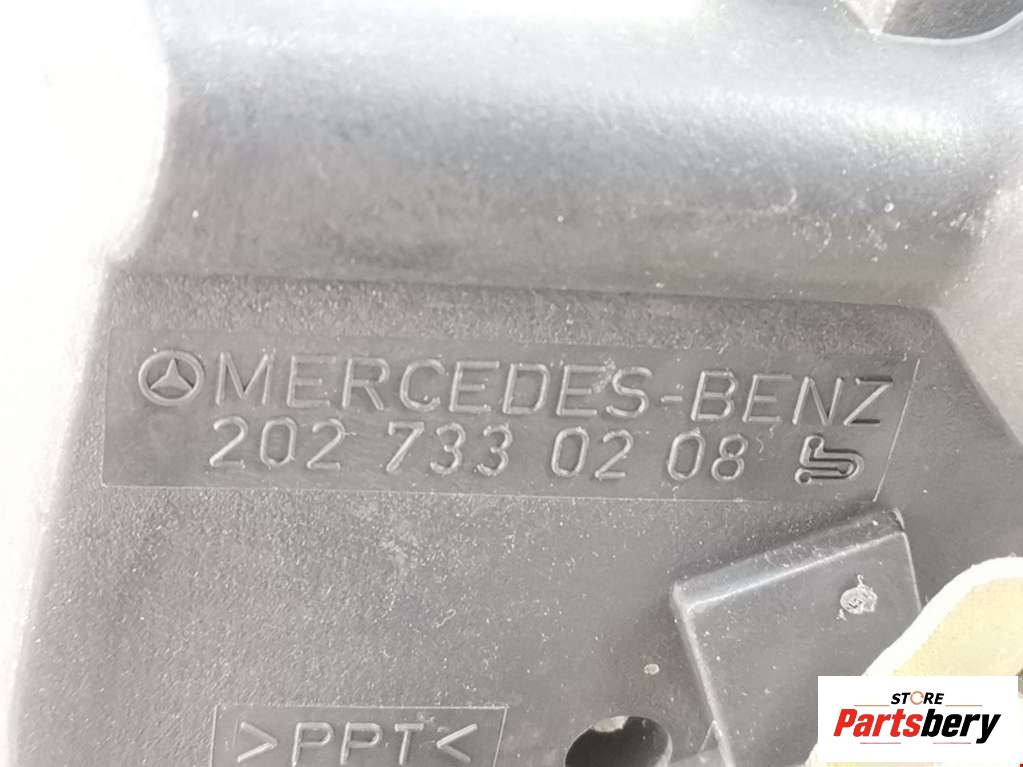 MERCEDES-BENZ
202 733 02 08
>PPT<
STORE
Partsbery